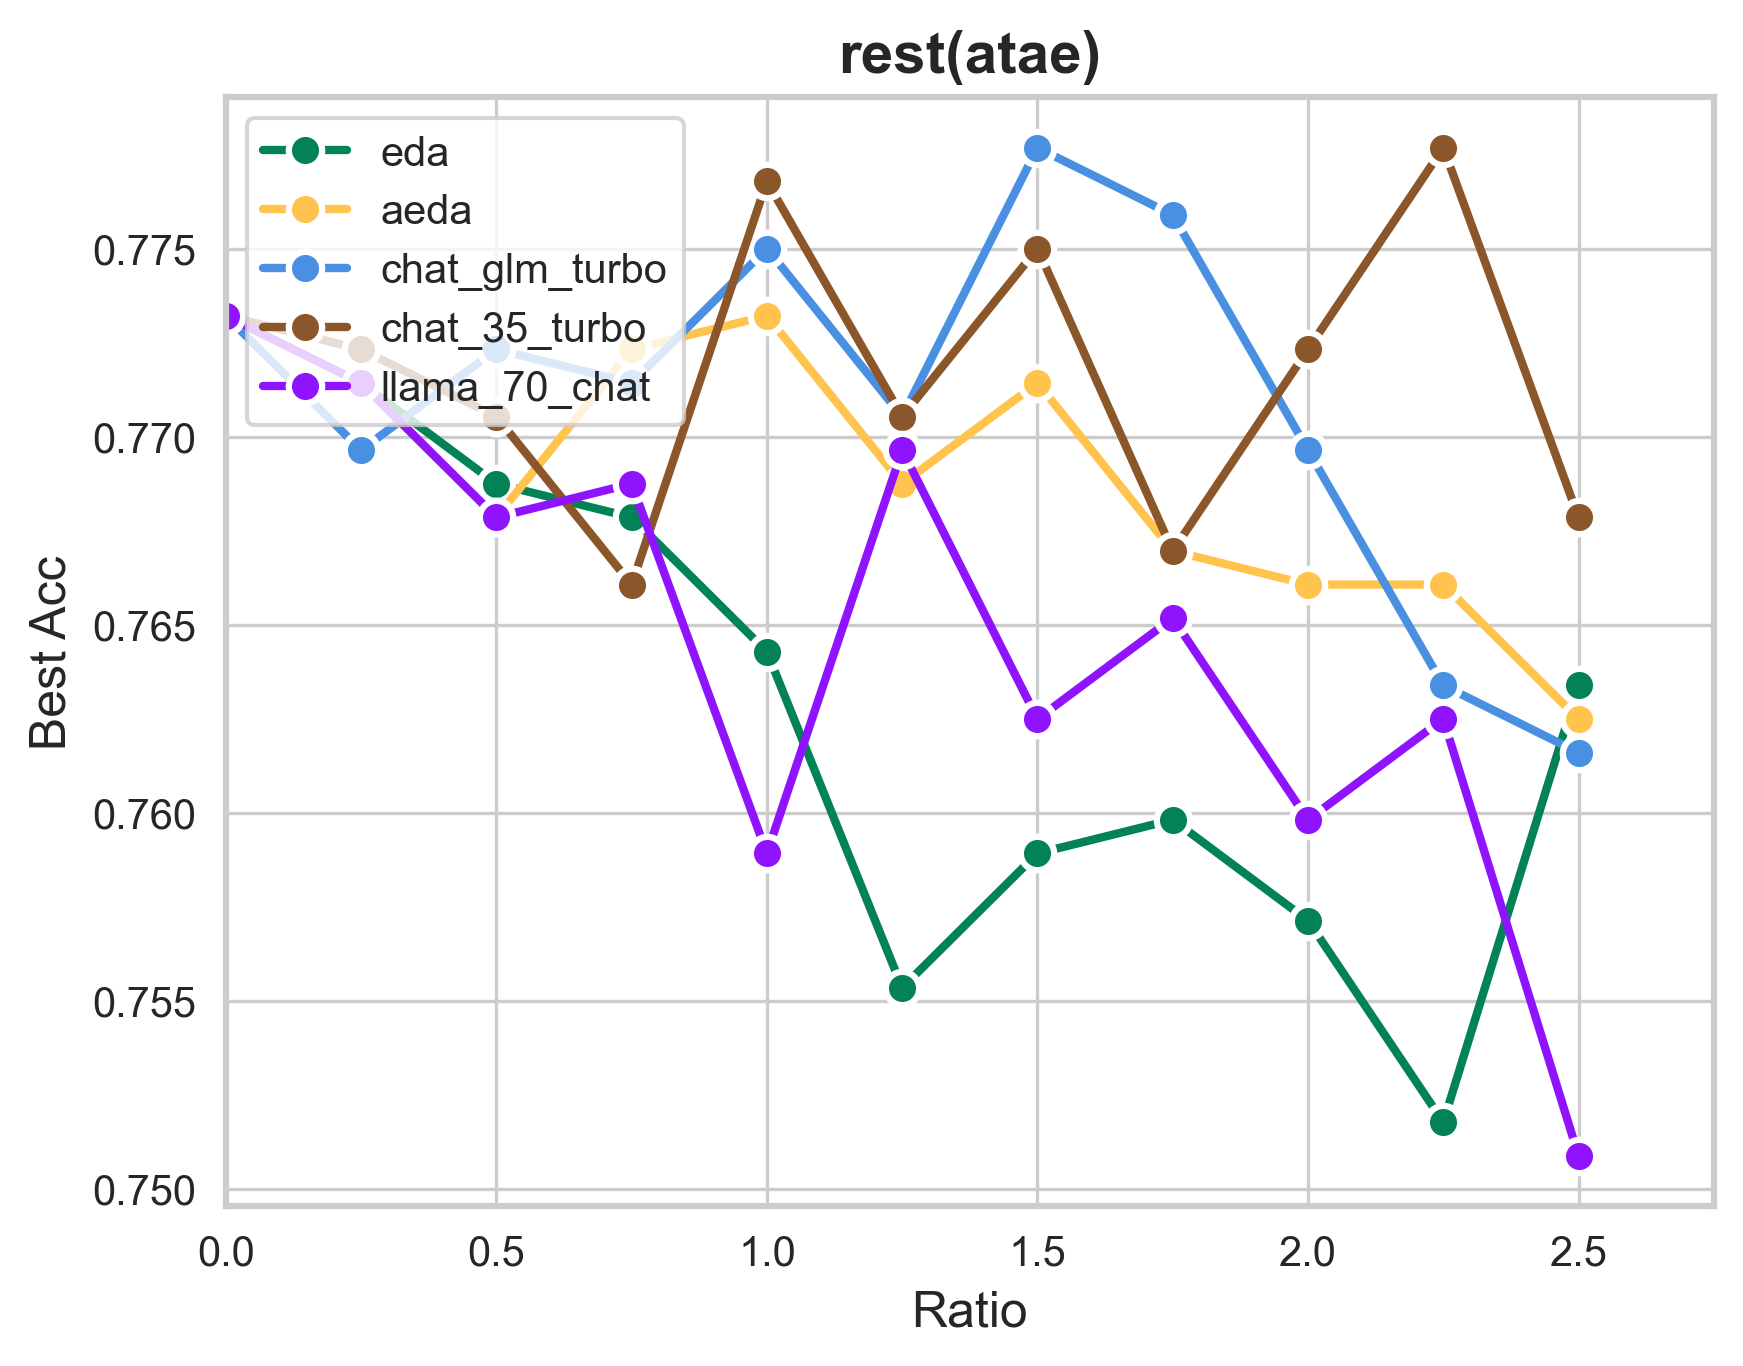 rest(atae)
eda
aeda
chat_glm_turbo
chat_35_turbo
llama_70_chat
0.775
0.770
0.765
0.760
0.755
0.750
Best Acc
0.0 0.5 1.0 1.5 2.0 2.5
Ratio